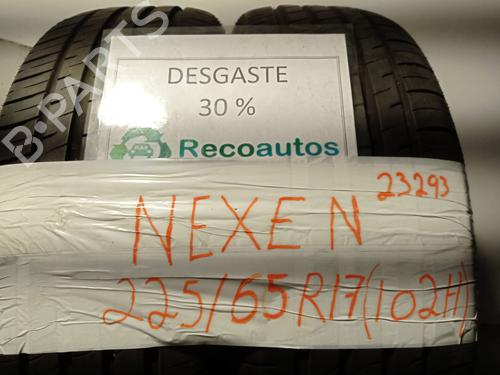 DESGASTE
30 %
Recoautos
B-PARTS
23293
NEXEN
225/65R17(102H)